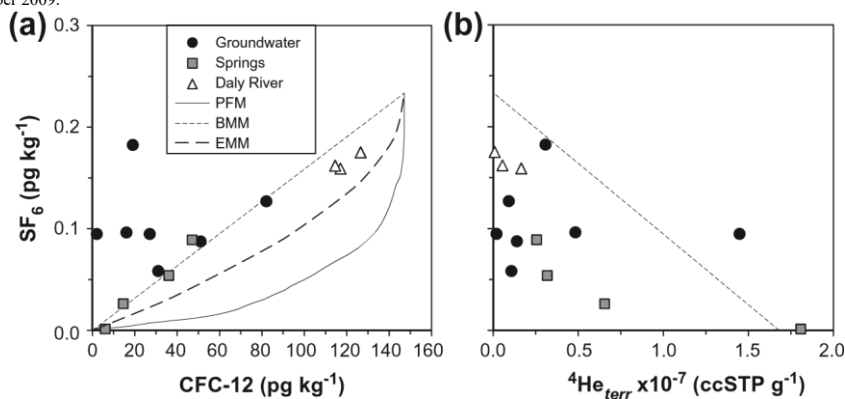 ber 2009.
(a)
(b)
Groundwater
Springs
Daly River
PFM
BMM
EMM
SF6 (pg kg-1)
0.3
0.2
0.1
0.0
0 20 40 60 80 100 120 140 160
0.0 0.5 1.0 1.5 2.0
CFC-12 (pg kg-1)
4Heterr x10-7 (ccSTP g-1)